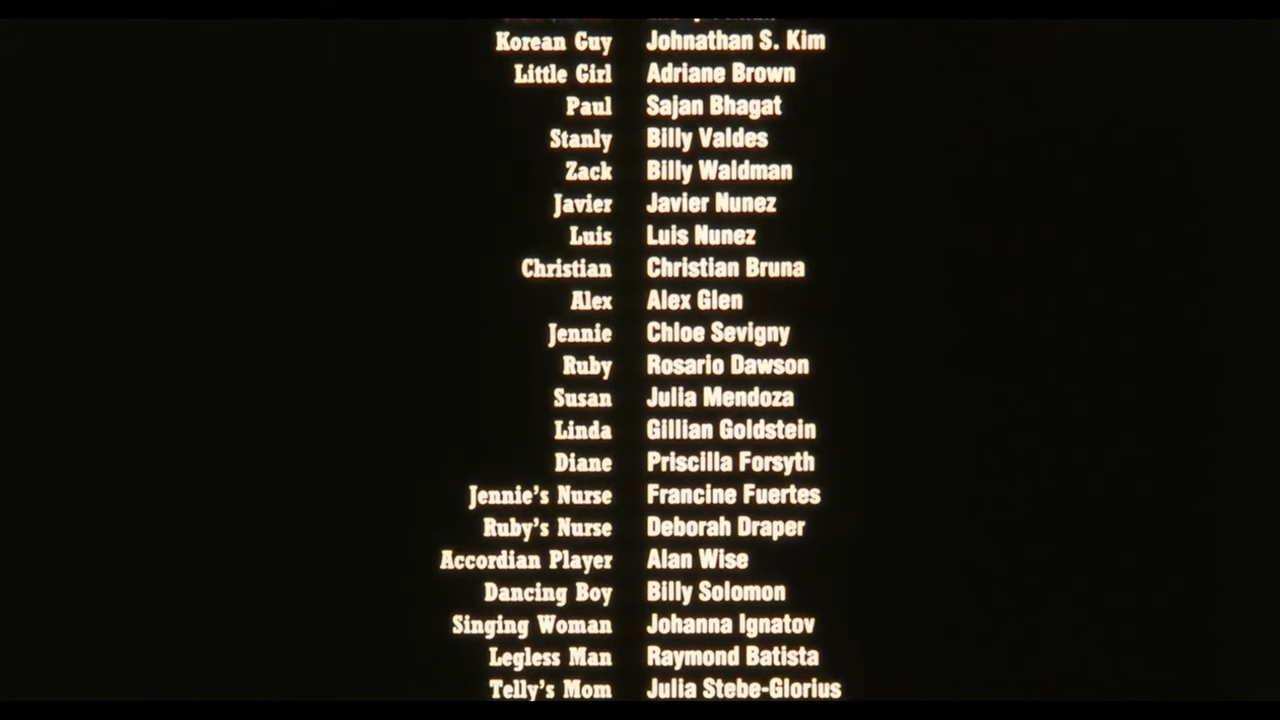 Korean Guy Johnathan S. Kim
Little Girl Adriane Brown
Paul Sajan Bhagat
Stanly Billy Valdes
Zack Billy Waldman
Javier Javier Nunez
Luis Luis Nunez
Christian Christian Bruna
Alex Alex Glen
Jennie Chloe Sevigny
Ruby Rosario Dawson
Susan Julia Mendoza
Linda Gillian Goldstein
Diane Priscilla Forsyth
Jennie's Nurse Francine Fuertes
Ruby's Nurse Deborah Draper
Accordian Player Alan Wise
Dancing Boy Billy Solomon
Singing Woman Johanna Ignatov
Legless Man Raymond Batista
Telly's Mom Julia Stebe-Glorius